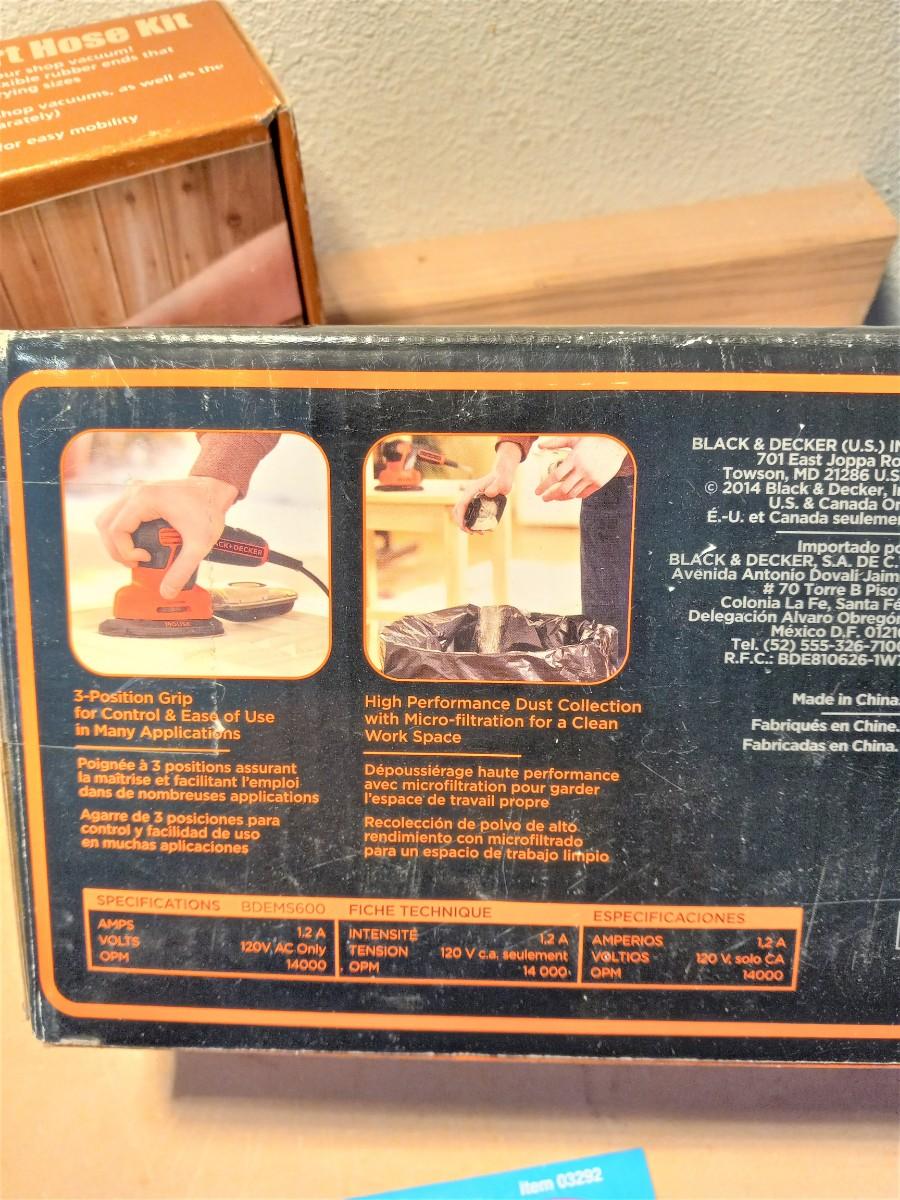 rt Hose Kit
our shop vacuum!
xible rubber ends that
rying sizes
hop vacuums, as well as the
arately)
or easy mobility
ACK+DECKER
MOUSE
3-Position Grip
for Control & Ease of Use
in Many Applications
Poignée à 3 positions assurant
la maîtrise et facilitant l'emploi
dans de nombreuses applications
Agarre de 3 posiciones para
control y facilidad de uso
en muchas aplicaciones
High Performance Dust Collection
with Micro-filtration for a Clean
Work Space
Dépoussiérage haute performance
avec microfiltration pour garder
l'espace de travail propre
Recolección de polvo de alto
rendimiento con microfiltrado
para un espacio de trabajo limpio
BLACK & DECKER (U.S.) IN
701 East Joppa Ro
Towson, MD 21286 U.S
© 2014 Black & Decker, In
U.S. & Canada On
É.-U. et Canada seulemen
Importado po
BLACK & DECKER, S.A. DE C.
Avenida Antonio Dovali Jaim
# 70 Torre B Piso
Colonia La Fe, Santa Fé
Delegación Alvaro Obregón
México D.F. 01210
Tel. (52) 555-326-7100
R.F.C.: BDE810626-1W7
Made in China.
Fabriqués en Chine.
Fabricadas en China.
SPECIFICATIONS BDEMS600
AMPS 1.2 A
VOLTS 120V AC Only
OPM 14000
FICHE TECHNIQUE
INTENSITÉ 1,2 A
TENSION 120 V c.a. seulement
OPM 14 000
ESPECIFICACIONES
AMPERIOS 1,2 A
VOLTIOS 120 V, solo CA
OPM 14000
Item 03292